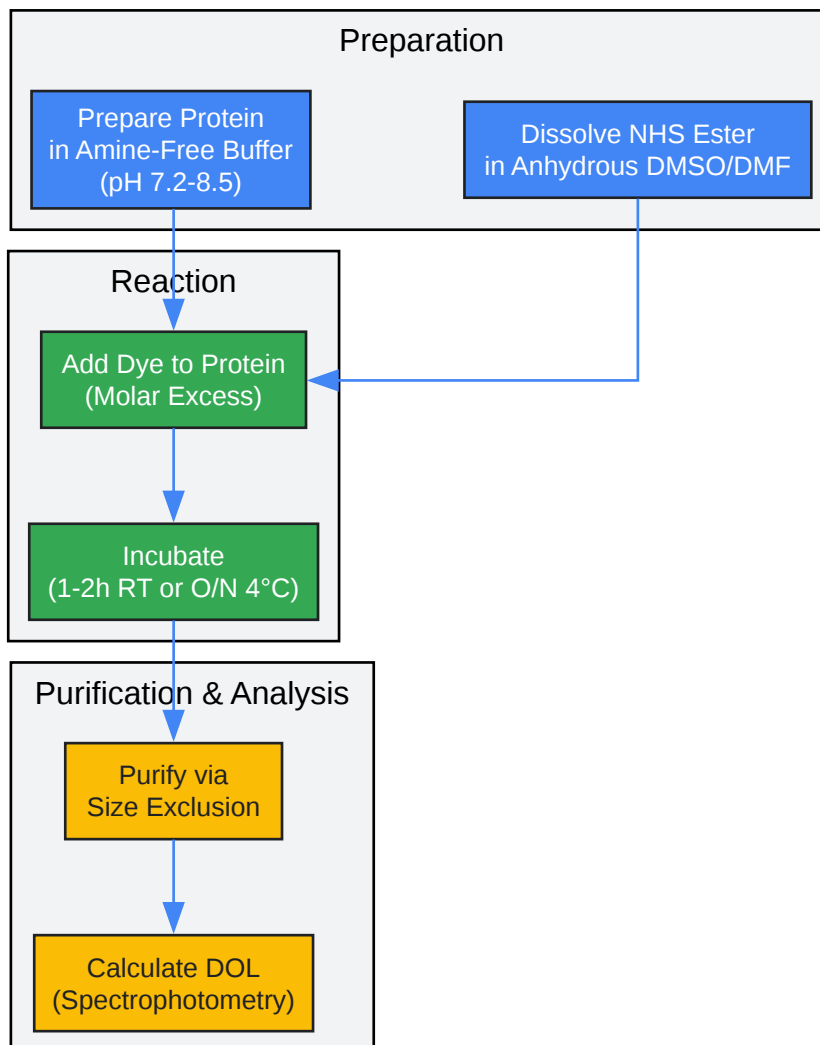 Preparation
Prepare Protein
in Amine-Free Buffer
(pH 7.2-8.5)
Dissolve NHS Ester
in Anhydrous DMSO/DMF
Reaction
Add Dye to Protein
(Molar Excess)
Incubate
(1-2h RT or O/N 4°C)
Purification & Analysis
Purify via
Size Exclusion
Calculate DOL
(Spectrophotometry)